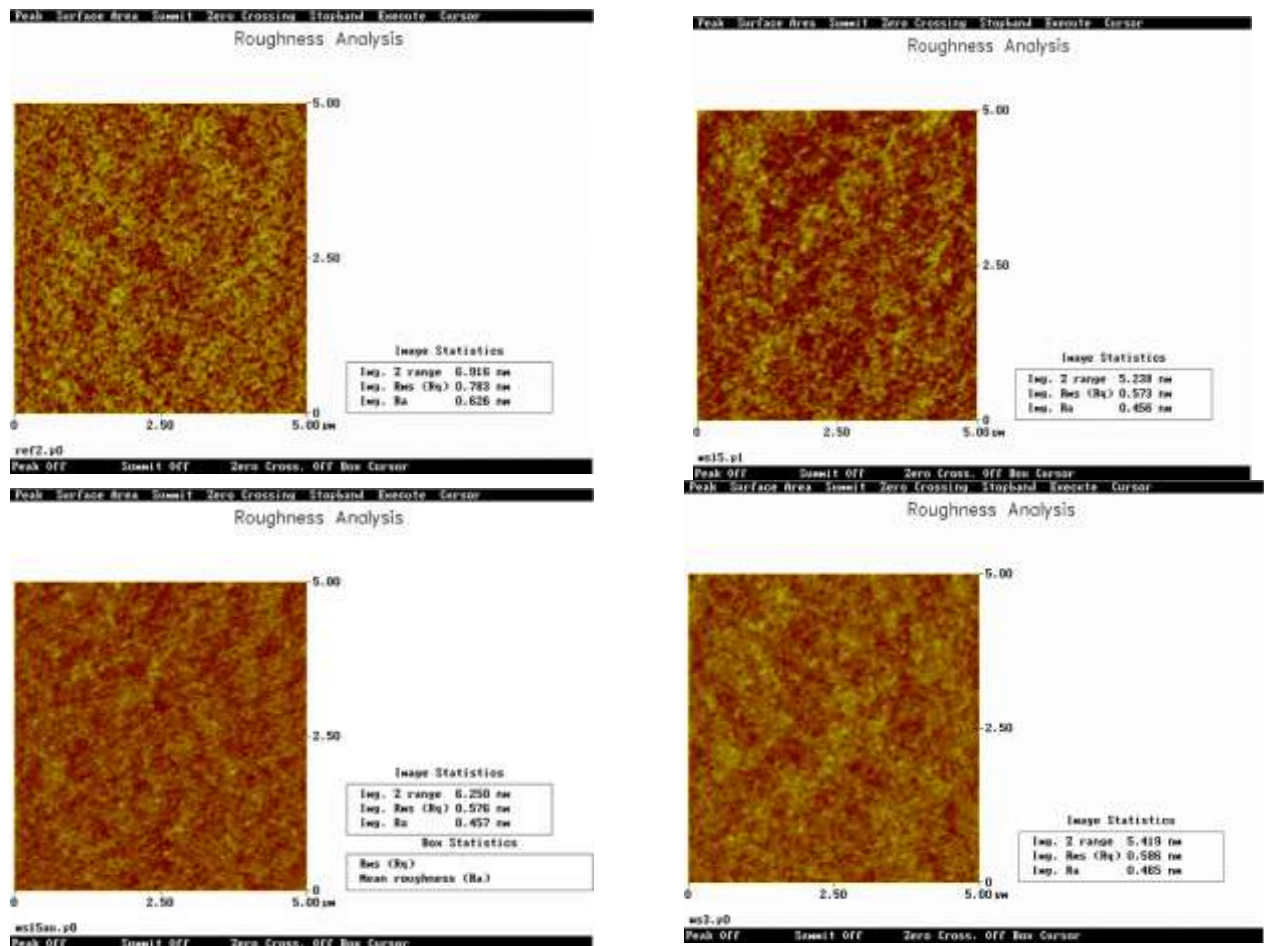 Peak Surface Area Summit Zero Crossing Stopband Execute Cursor
Roughness Analysis
5.00
2.50
Image Statistics
Img. Z range 6.916 nm
Img. Rms (Rq) 0.783 nm
Img. Ra 0.626 nm
0
0 2.50 5.00 µm
ref2.p0
Peak Off Summit Off Zero Cross. Off Box Cursor
Peak Surface Area Summit Zero Crossing Stopband Execute Cursor
Roughness Analysis
5.00
2.50
Image Statistics
Img. Z range 5.238 nm
Img. Rms (Rq) 0.573 nm
Img. Ra 0.456 nm
0
0 2.50 5.00 µm
ws15.p1
Peak Off Summit Off Zero Cross. Off Box Cursor
Peak Surface Area Summit Zero Crossing Stopband Execute Cursor
Roughness Analysis
5.00
2.50
Image Statistics
Img. Z range 6.250 nm
Img. Rms (Rq) 0.576 nm
Img. Ra 0.457 nm
Box Statistics
Rms (Rq)
Mean roughness (Ra)
0
0 2.50 5.00 µm
Peak Off Summit Off Zero Cross. Off Box Cursor
Peak Surface Area Summit Zero Crossing Stopband Execute Cursor
Roughness Analysis
5.00
2.50
Image Statistics
Img. Z range 5.419 nm
Img. Rms (Rq) 0.586 nm
Img. Ra 0.465 nm
0
0 2.50 5.00 µm
ws3.p0
Peak Off Summit Off Zero Cross. Off Box Cursor